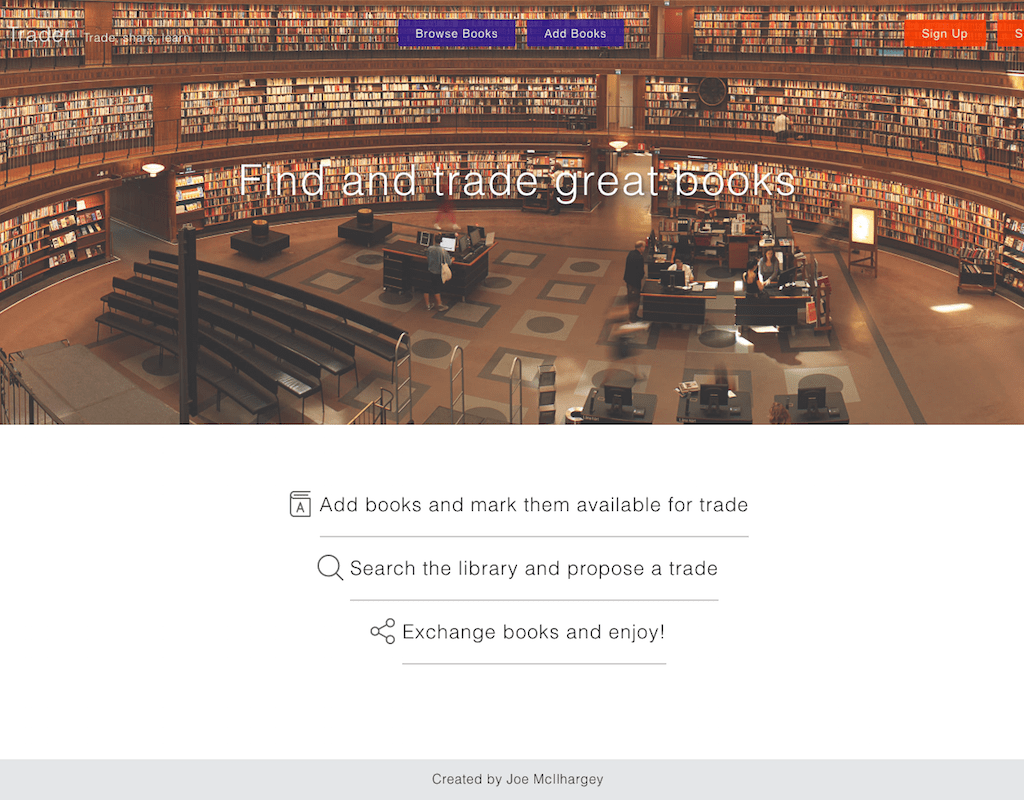 Trader Trade, share, learn Browse Books Add Books Sign Up S
Find and trade great books
A
Add books and mark them available for trade
Search the library and propose a trade
Exchange books and enjoy!
Created by Joe McIlhargey